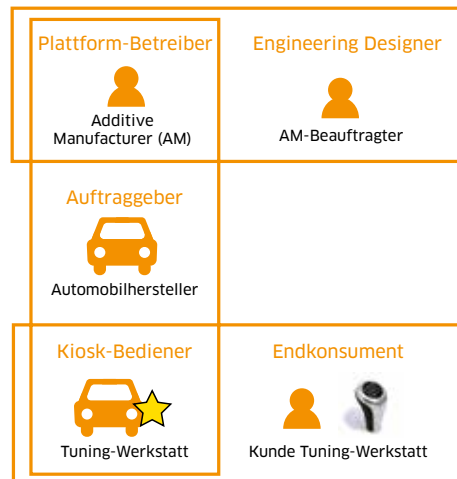 Plattform-Betreiber
Additive
Manufacturer (AM)
Engineering Designer
AM-Beauftragter
Auftraggeber
Automobilhersteller
Kiosk-Bediener
Tuning-Werkstatt
Endkonsument
Kunde Tuning-Werkstatt